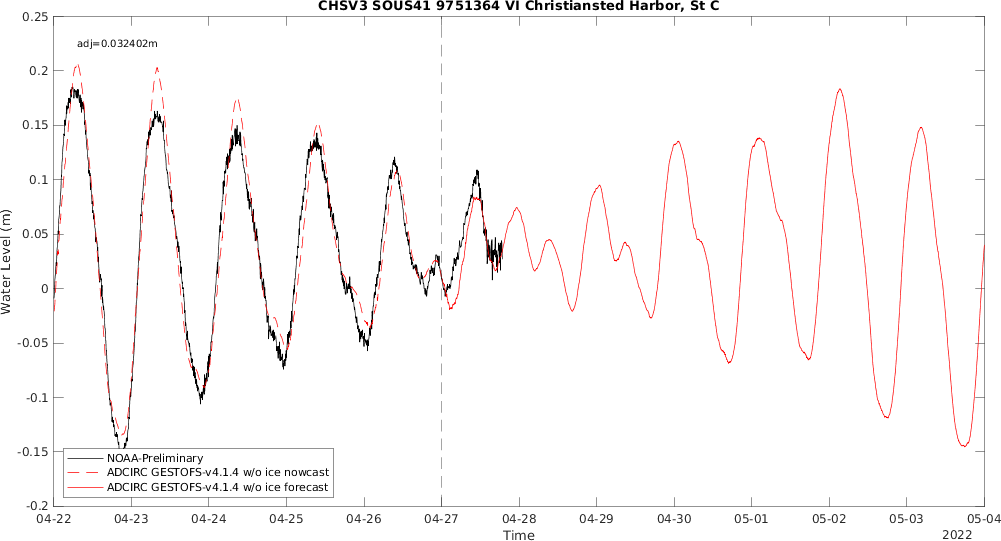 CHSV3 SOUS41 9751364 VI Christiansted Harbor, St C
0.25
adj=0.032402m
0.2
0.15
0.1
0.05
0
-0.05
-0.1
-0.15
-0.2
Water Level (m)
NOAA-Preliminary
ADCIRC GESTOFS-v4.1.4 w/o ice nowcast
ADCIRC GESTOFS-v4.1.4 w/o ice forecast
04-22 04-23 04-24 04-25 04-26 04-27 04-28 04-29 04-30 05-01 05-02 05-03 05-04
Time
2022